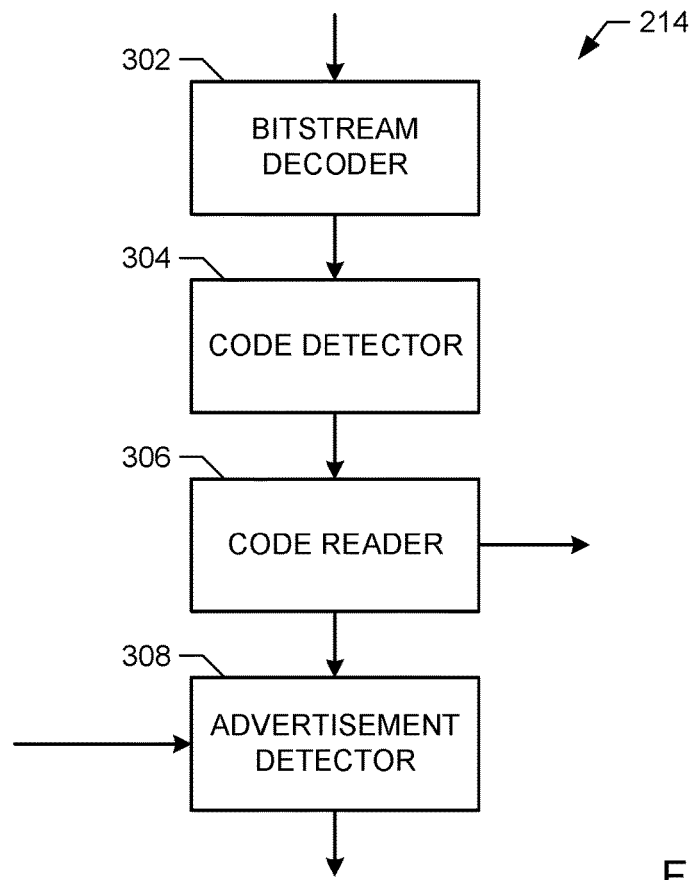 214
302
BITSTREAM
DECODER
304
CODE DETECTOR
306
CODE READER
308
ADVERTISEMENT
DETECTOR